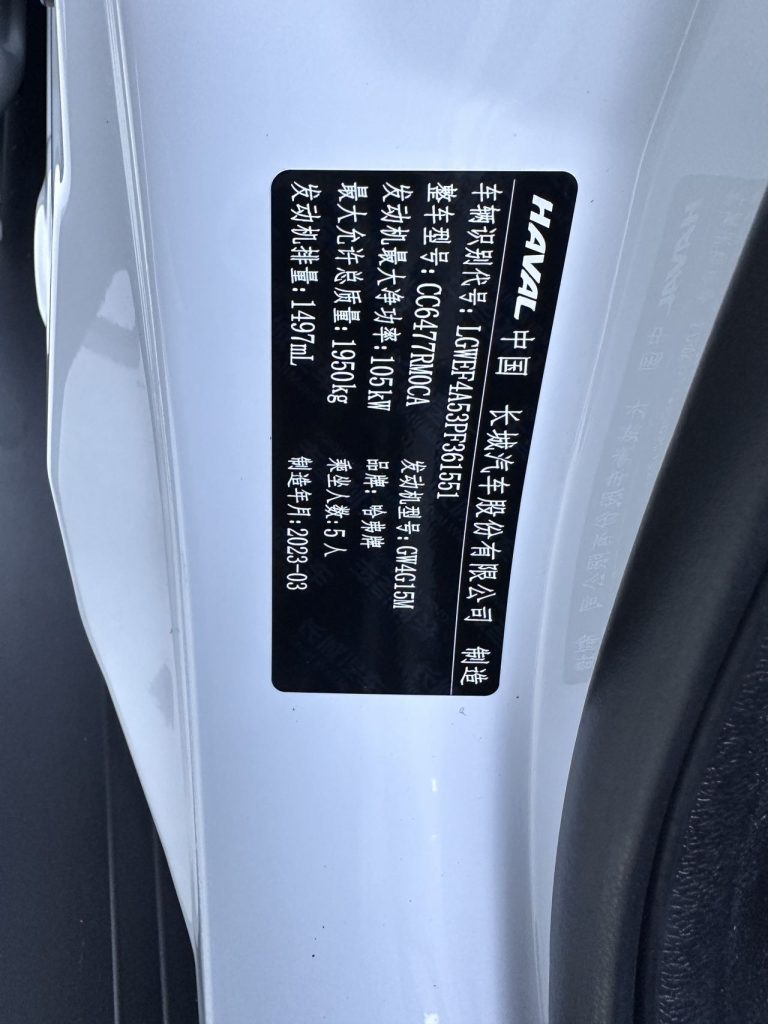 HAVAL 中国 长城汽车股份有限公司 制造
车辆识别代号: LGWEF4A53PF361551
整车型号: CC6477RM0CA 发动机型号: GW4G15M
发动机最大净功率: 105kW 品牌: 哈弗牌
最大允许总质量: 1950kg 乘坐人数: 5人
发动机排量: 1497mL 制造年月: 2023-03